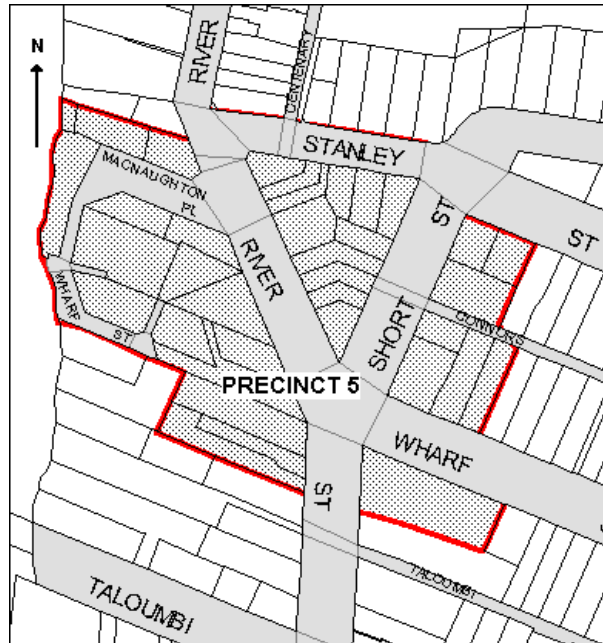 N
RIVER
CENTENARY
STANLEY
ST
MACNAUGHTON
PL
RIVER
ST
SHORT
ST
CONNORS
WHARF
ST
PRECINCT 5
WHARF
TALOUMBI
TALOUMBI